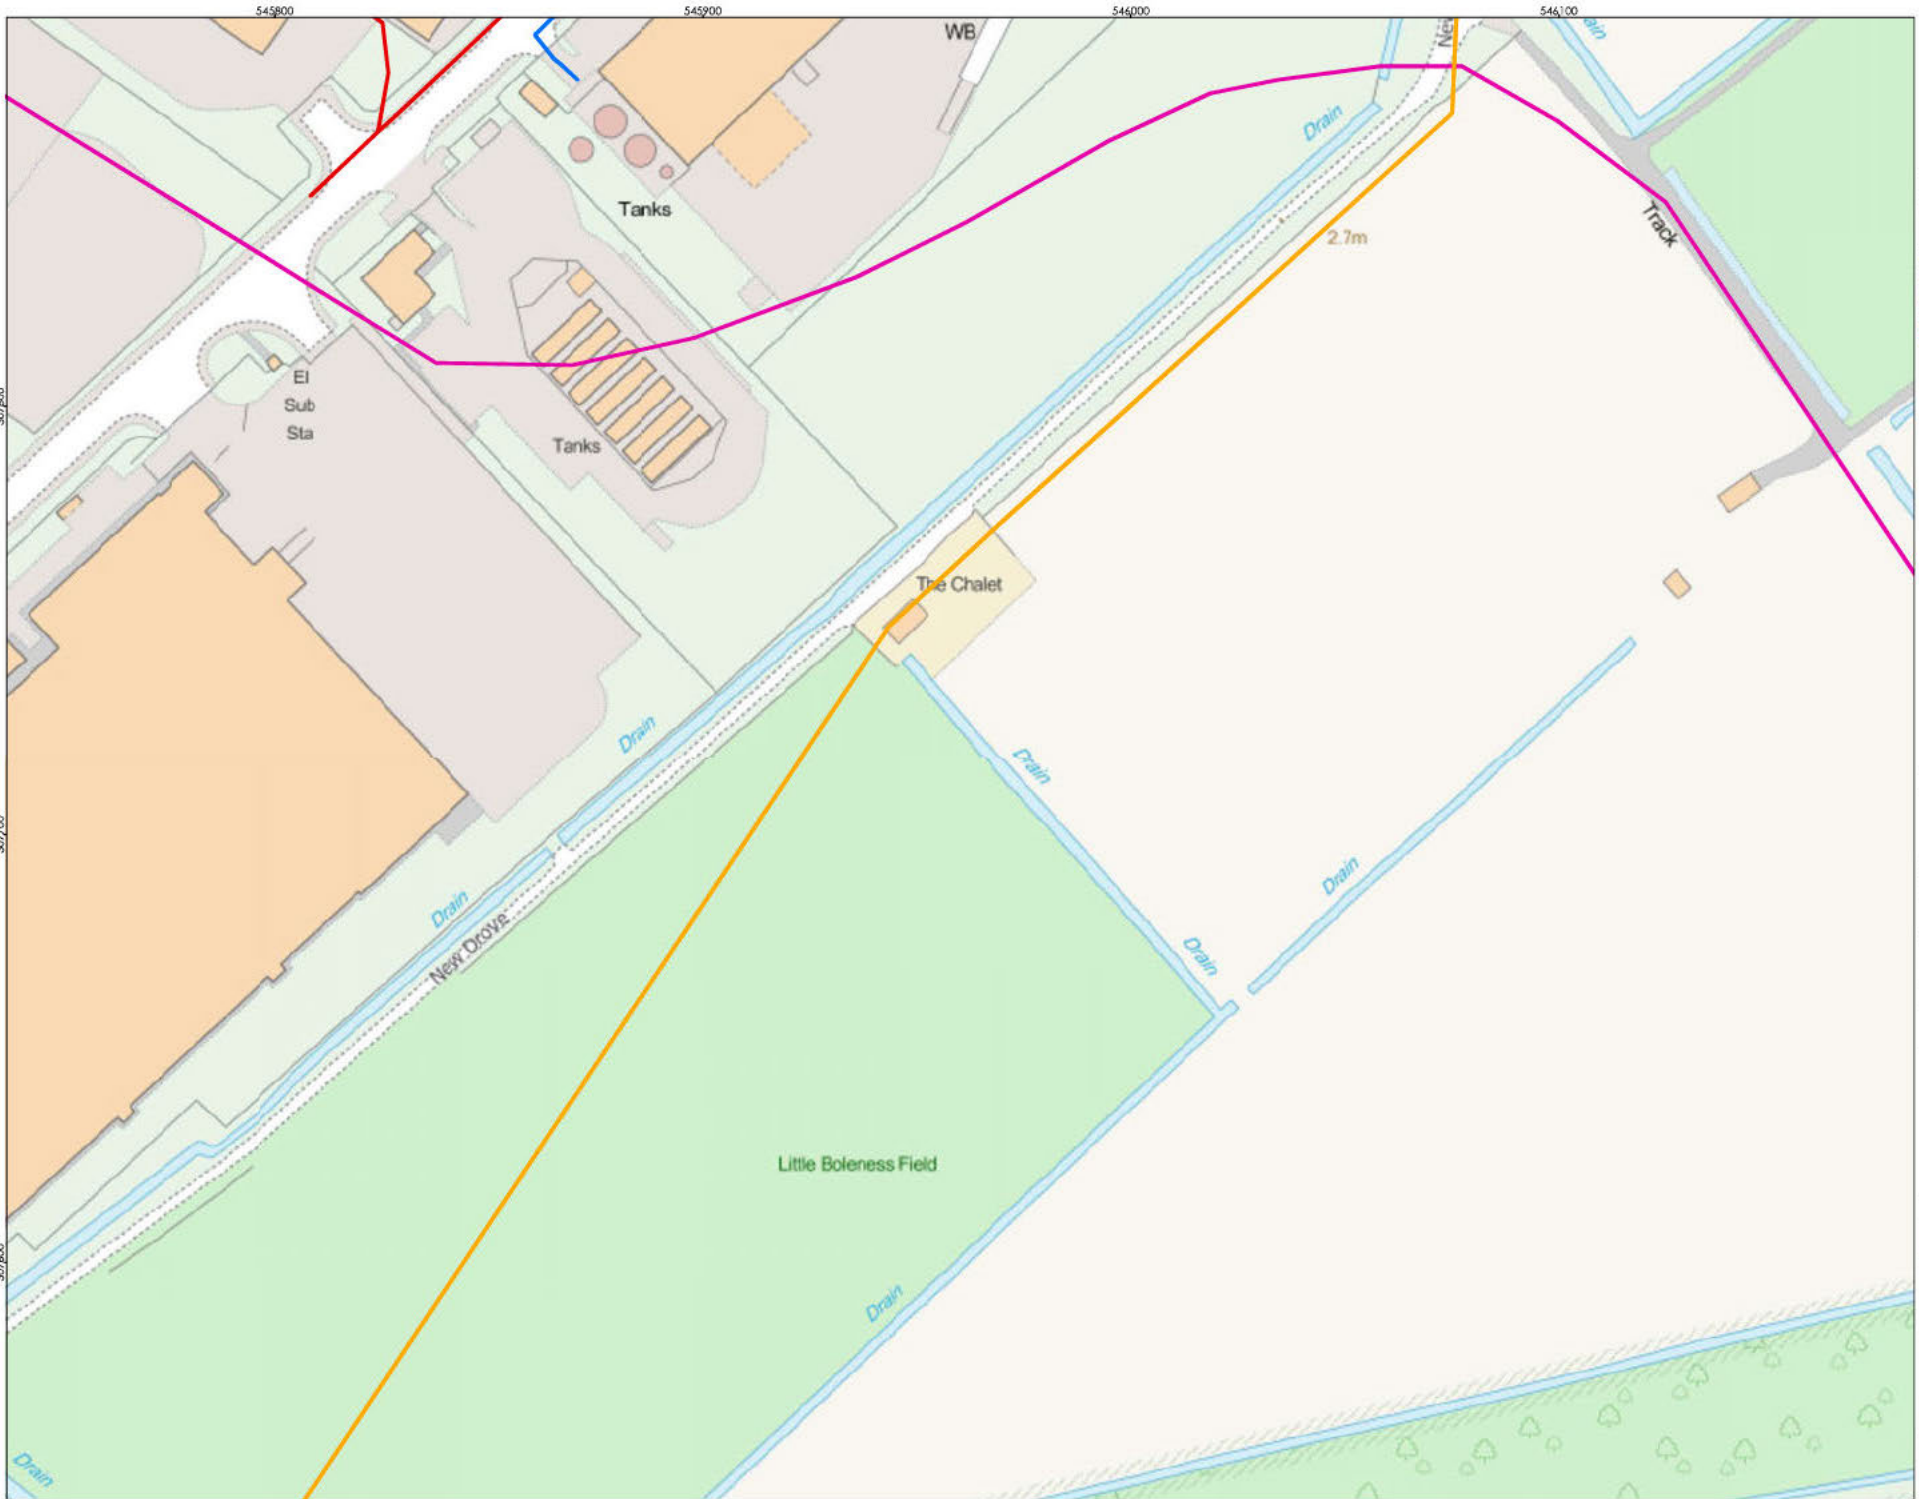 545800
545900
546000
546100
WB
Drain
Tanks
2.7m
Track
El
Sub
Sta
Tanks
The Chalet
Drain
Drain
Drain
Drain
Drain
New Drove
Little Boleness Field
Drain
Drain